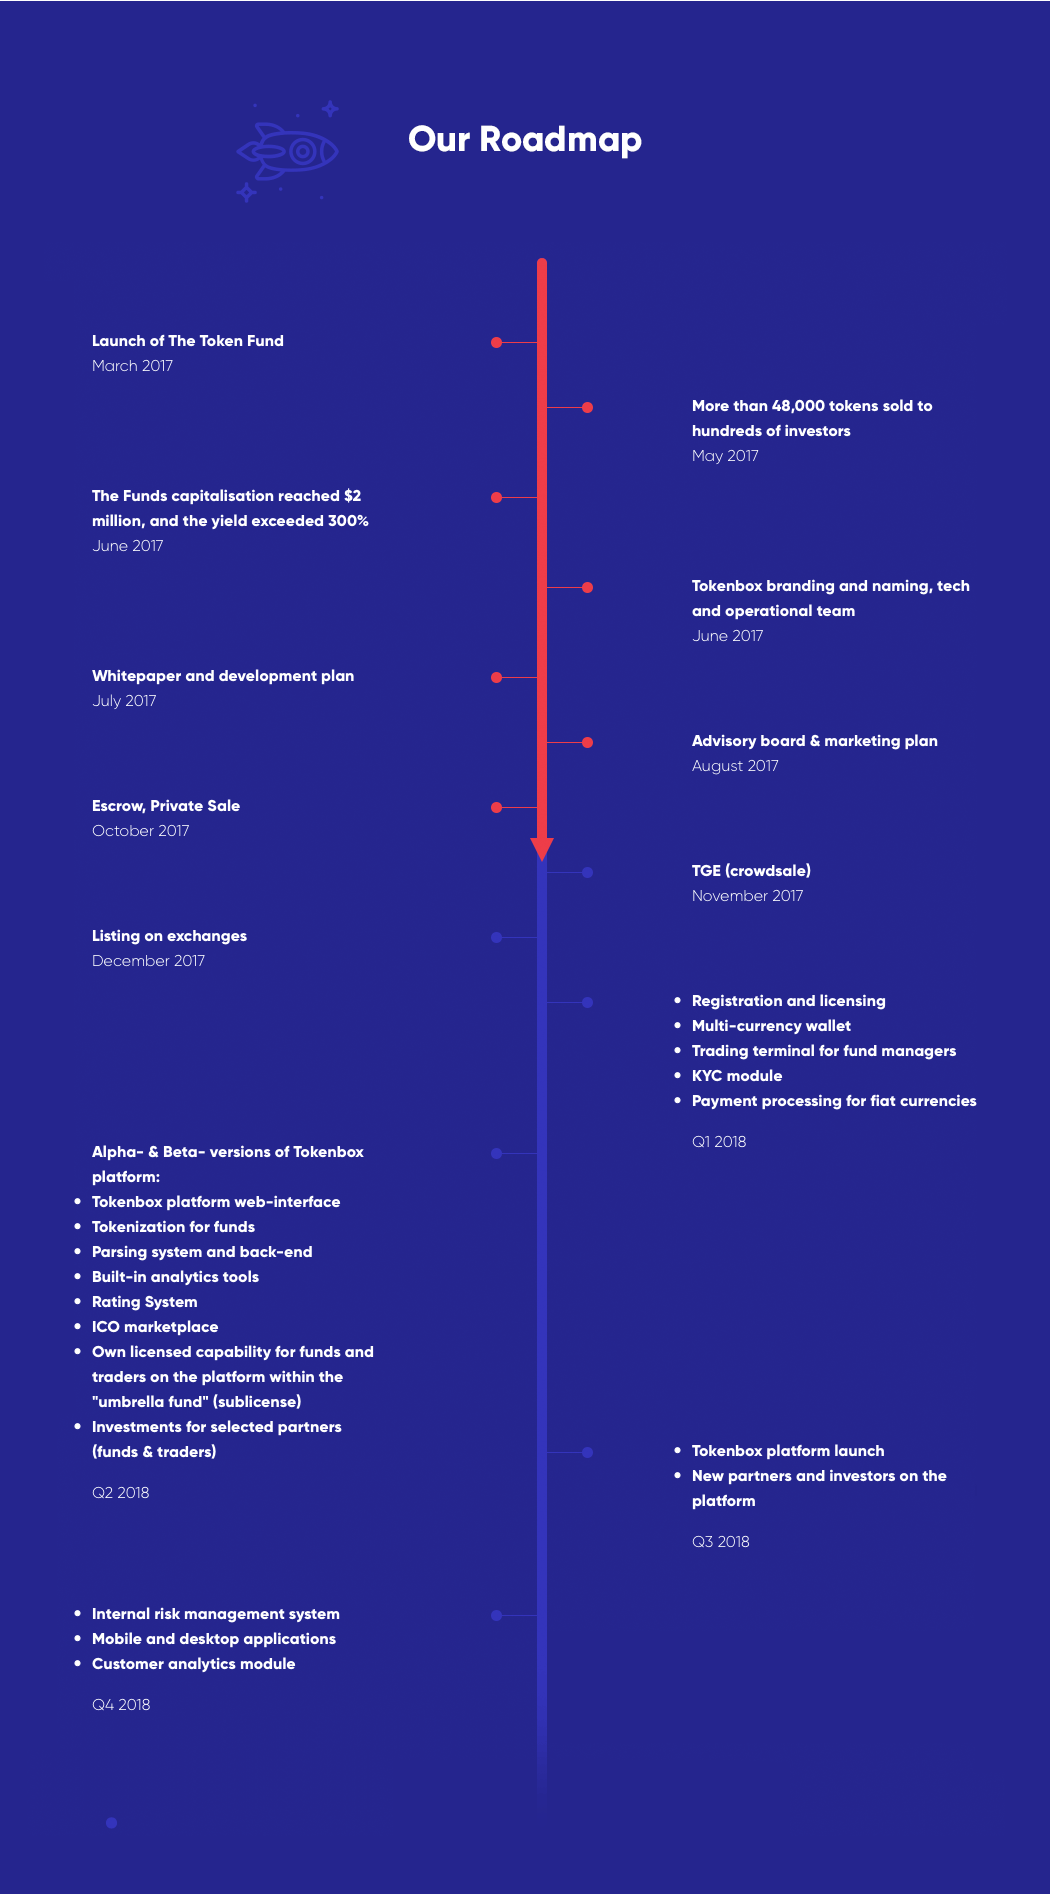 Our Roadmap
Launch of The Token Fund
March 2017
More than 48,000 tokens sold to
hundreds of investors
May 2017
The Funds capitalisation reached $2
million, and the yield exceeded 300%
June 2017
Tokenbox branding and naming, tech
and operational team
June 2017
Whitepaper and development plan
July 2017
Advisory board & marketing plan
August 2017
Escrow, Private Sale
October 2017
TGE (crowdsale)
November 2017
Listing on exchanges
December 2017
• Registration and licensing
• Multi-currency wallet
• Trading terminal for fund managers
• KYC module
• Payment processing for fiat currencies
Q1 2018
Alpha- & Beta- versions of Tokenbox
platform:
• Tokenbox platform web-interface
• Tokenization for funds
• Parsing system and back-end
• Built-in analytics tools
• Rating System
• ICO marketplace
• Own licensed capability for funds and
traders on the platform within the
"umbrella fund" (sublicense)
• Investments for selected partners
(funds & traders)
Q2 2018
• Tokenbox platform launch
• New partners and investors on the
platform
Q3 2018
• Internal risk management system
• Mobile and desktop applications
• Customer analytics module
Q4 2018